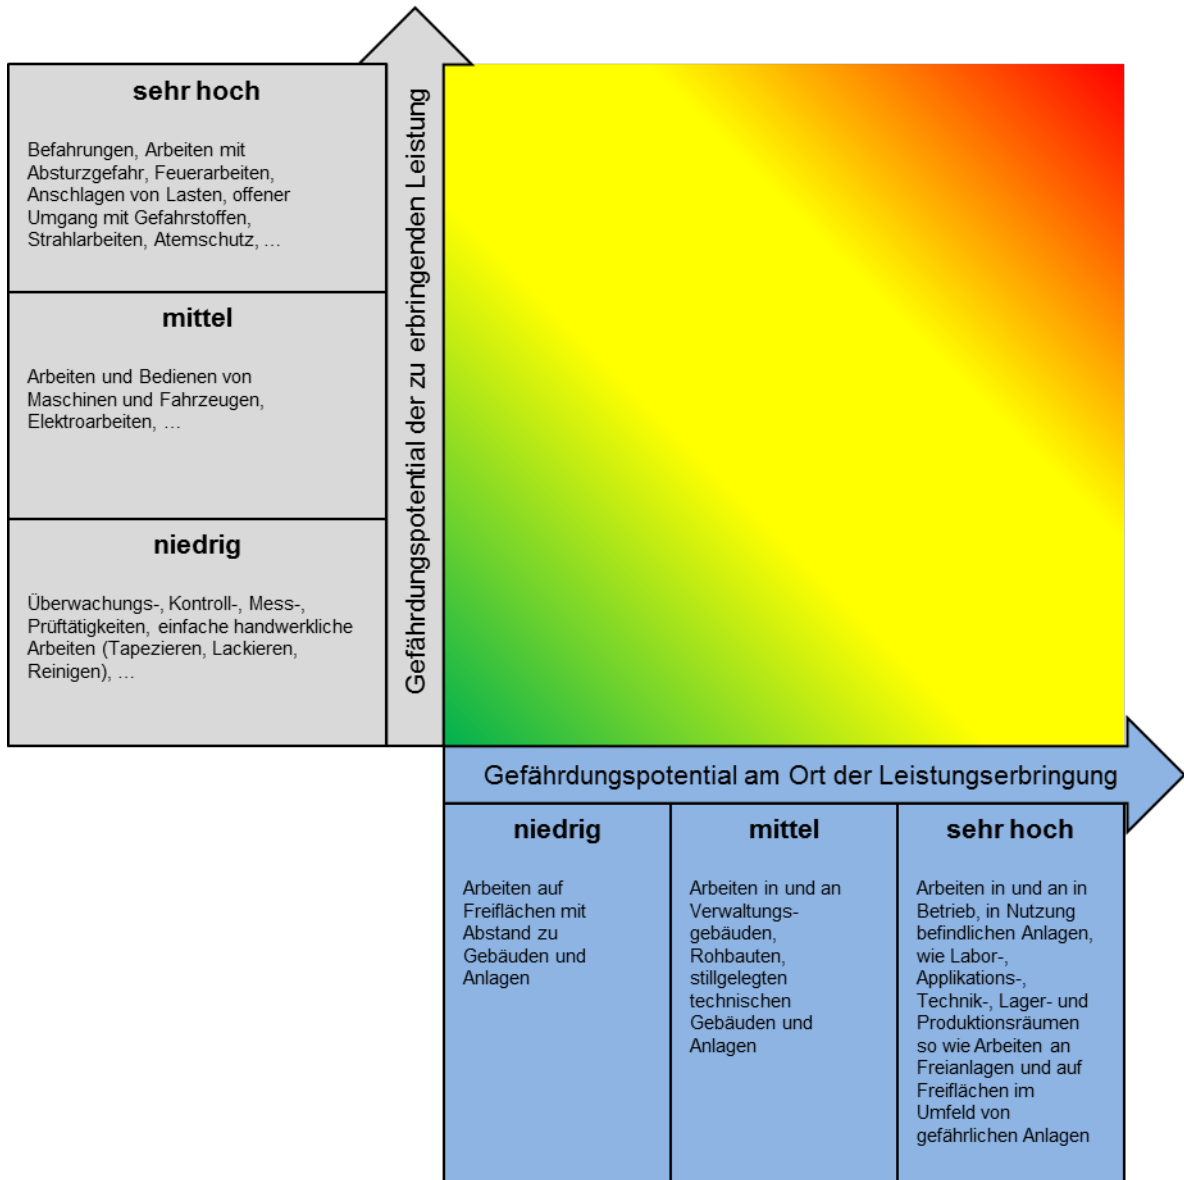 sehr hoch
Befahrungen, Arbeiten mit
Absturzgefahr, Feuerarbeiten,
Anschlagen von Lasten, offener
Umgang mit Gefahrstoffen,
Strahlarbeiten, Atemschutz, …
mittel
Arbeiten und Bedienen von
Maschinen und Fahrzeugen,
Elektroarbeiten, …
niedrig
Überwachungs-, Kontroll-, Mess-,
Prüftätigkeiten, einfache handwerkliche
Arbeiten (Tapezieren, Lackieren,
Reinigen), …
Gefährdungspotential der zu erbringenden Leistung
Gefährdungspotential am Ort der Leistungserbringung
niedrig
Arbeiten auf
Freiflächen mit
Abstand zu
Gebäuden und
Anlagen
mittel
Arbeiten in und an
Verwaltungs-
gebäuden,
Rohbauten,
stillgelegten
technischen
Gebäuden und
Anlagen
sehr hoch
Arbeiten in und an in
Betrieb, in Nutzung
befindlichen Anlagen,
wie Labor-,
Applikations-,
Technik-, Lager- und
Produktionsräumen
so wie Arbeiten an
Freianlagen und auf
Freiflächen im
Umfeld von
gefährlichen Anlagen